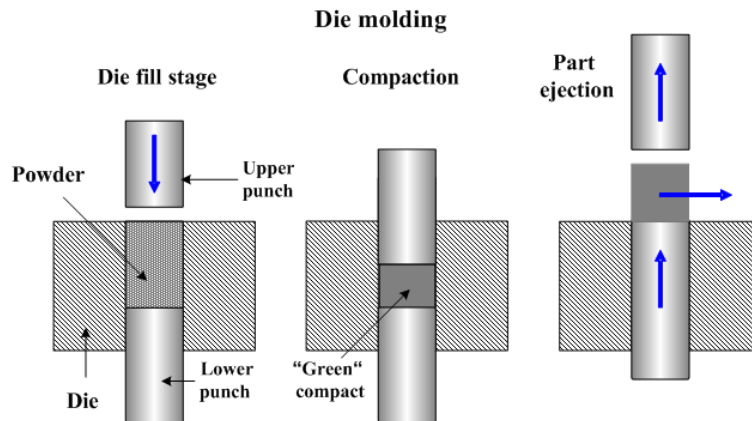 Die molding
Die fill stage
Compaction
Part
ejection
Powder
Upper
punch
Die
Lower
punch
“Green“
compact